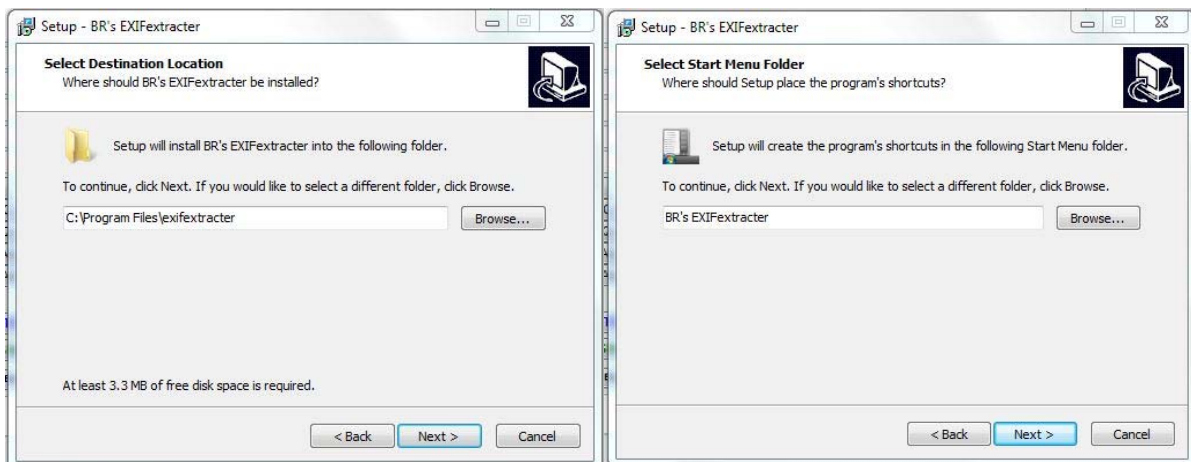 Setup - BR's EXIFextracter
Select Destination Location
Where should BR's EXIFextracter be installed?
Setup will install BR's EXIFextracter into the following folder.
To continue, click Next. If you would like to select a different folder, click Browse.
C:\Program Files\exifextracter
Browse...
At least 3.3 MB of free disk space is required.
< Back
Next >
Cancel
Setup - BR's EXIFextracter
Select Start Menu Folder
Where should Setup place the program's shortcuts?
Setup will create the program's shortcuts in the following Start Menu folder.
To continue, click Next. If you would like to select a different folder, click Browse.
BR's EXIFextracter
Browse...
< Back
Next >
Cancel